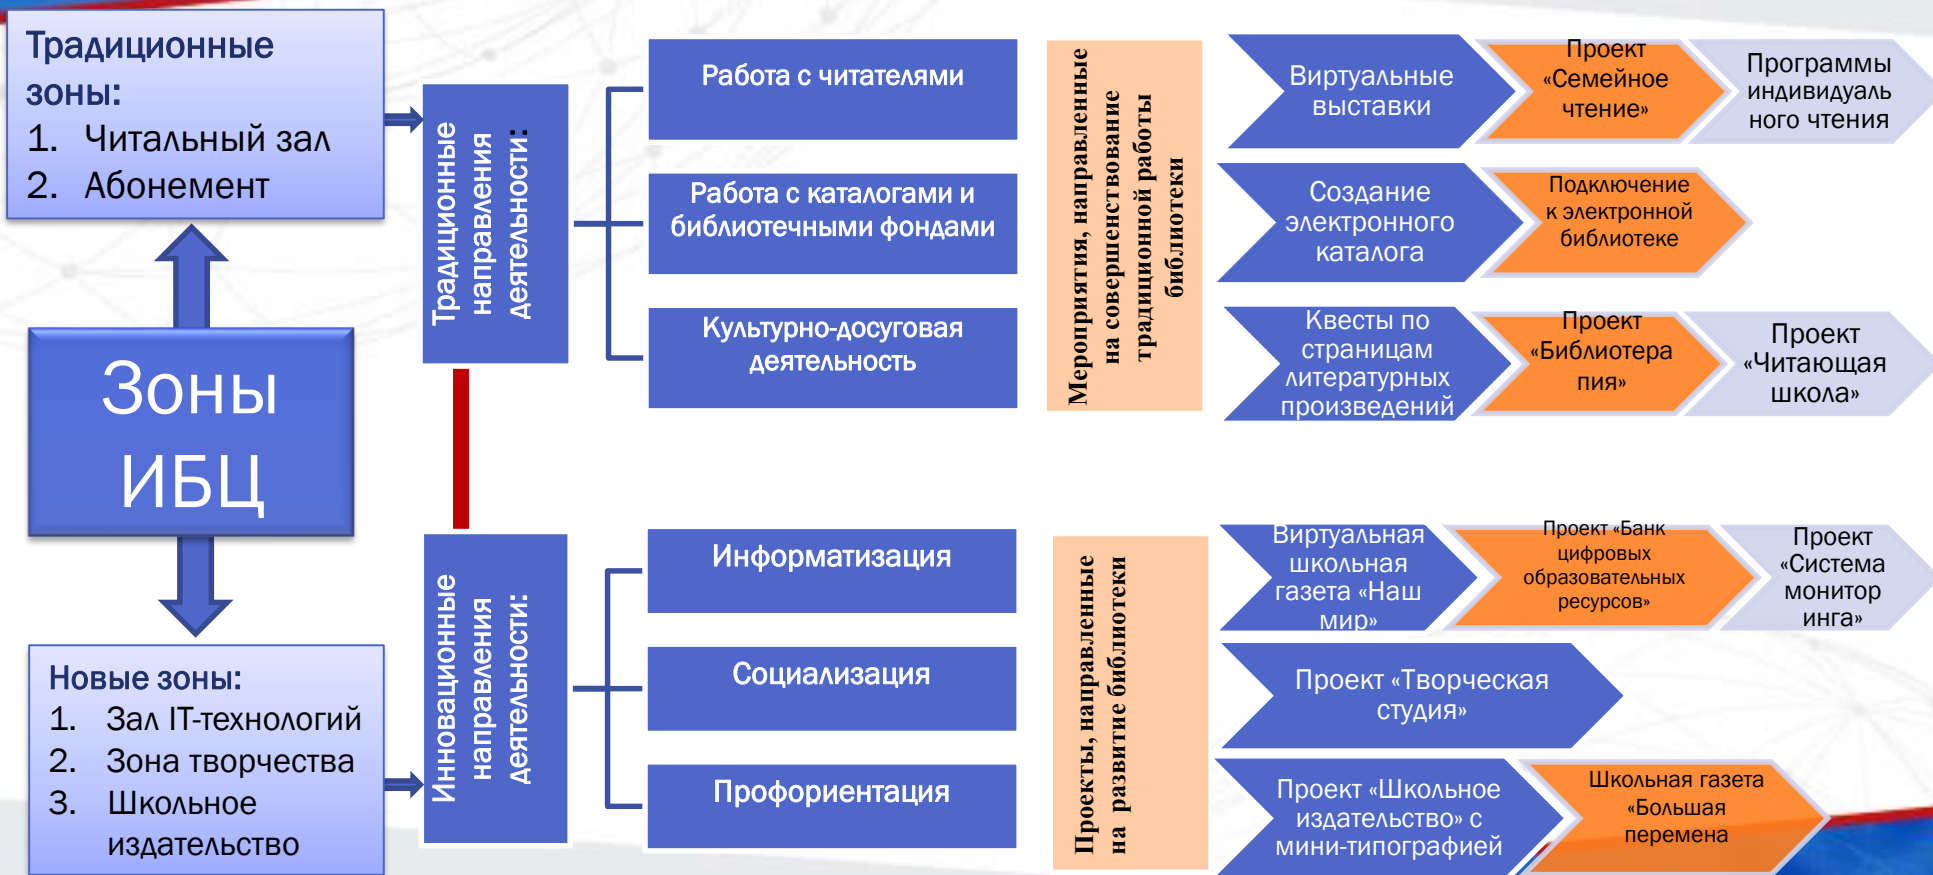 Традиционные
зоны:
1. Читальный зал
2. Абонемент
Зоны
ИБЦ
Новые зоны:
1. Зал IT-технологий
2. Зона творчества
3. Школьное
издательство
Традиционные
направления
деятельности:
Работа с читателями
Работа с каталогами и
библиотечными фондами
Культурно-досуговая
деятельность
Мероприятия, направленные
на совершенствование
традиционной работы
библиотеки
Виртуальные
выставки
Проект
«Семейное
чтение»
Программы
индивидуаль
ного чтения
Создание
электронного
каталога
Подключение
к электронной
библиотеке
Квесты по
страницам
литературных
произведений
Проект
«Библиотера
пия»
Проект
«Читающая
школа»
Инновационные
направления
деятельности:
Информатизация
Социализация
Профориентация
Проекты, направленные
на развитие библиотеки
Виртуальная
школьная
газета «Наш
мир»
Проект «Банк
цифровых
образовательных
ресурсов»
Проект
«Система
монитор
инга»
Проект «Творческая
студия»
Проект «Школьное
издательство» с
мини-типографией
Школьная газета
«Большая
перемена